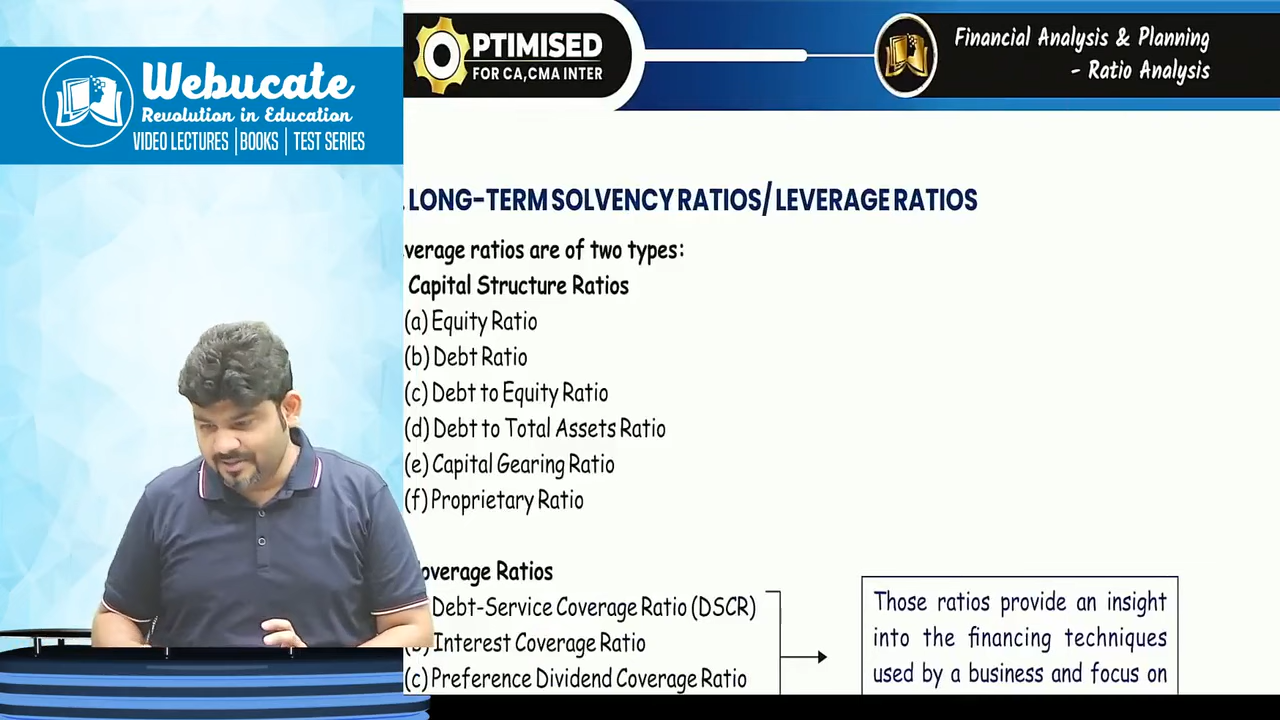 Webucate
Revolution in Education
VIDEO LECTURES | BOOKS | TEST SERIES
PTIMISED
FOR CA,CMA INTER
Financial Analysis & Planning
- Ratio Analysis
. LONG-TERM SOLVENCY RATIOS/ LEVERAGE RATIOS
verage ratios are of two types:
Capital Structure Ratios
(a) Equity Ratio
(b) Debt Ratio
(c) Debt to Equity Ratio
(d) Debt to Total Assets Ratio
(e) Capital Gearing Ratio
(f) Proprietary Ratio
overage Ratios
Debt-Service Coverage Ratio (DSCR)
Interest Coverage Ratio
(c) Preference Dividend Coverage Ratio
Those ratios provide an insight
into the financing techniques
used by a business and focus on